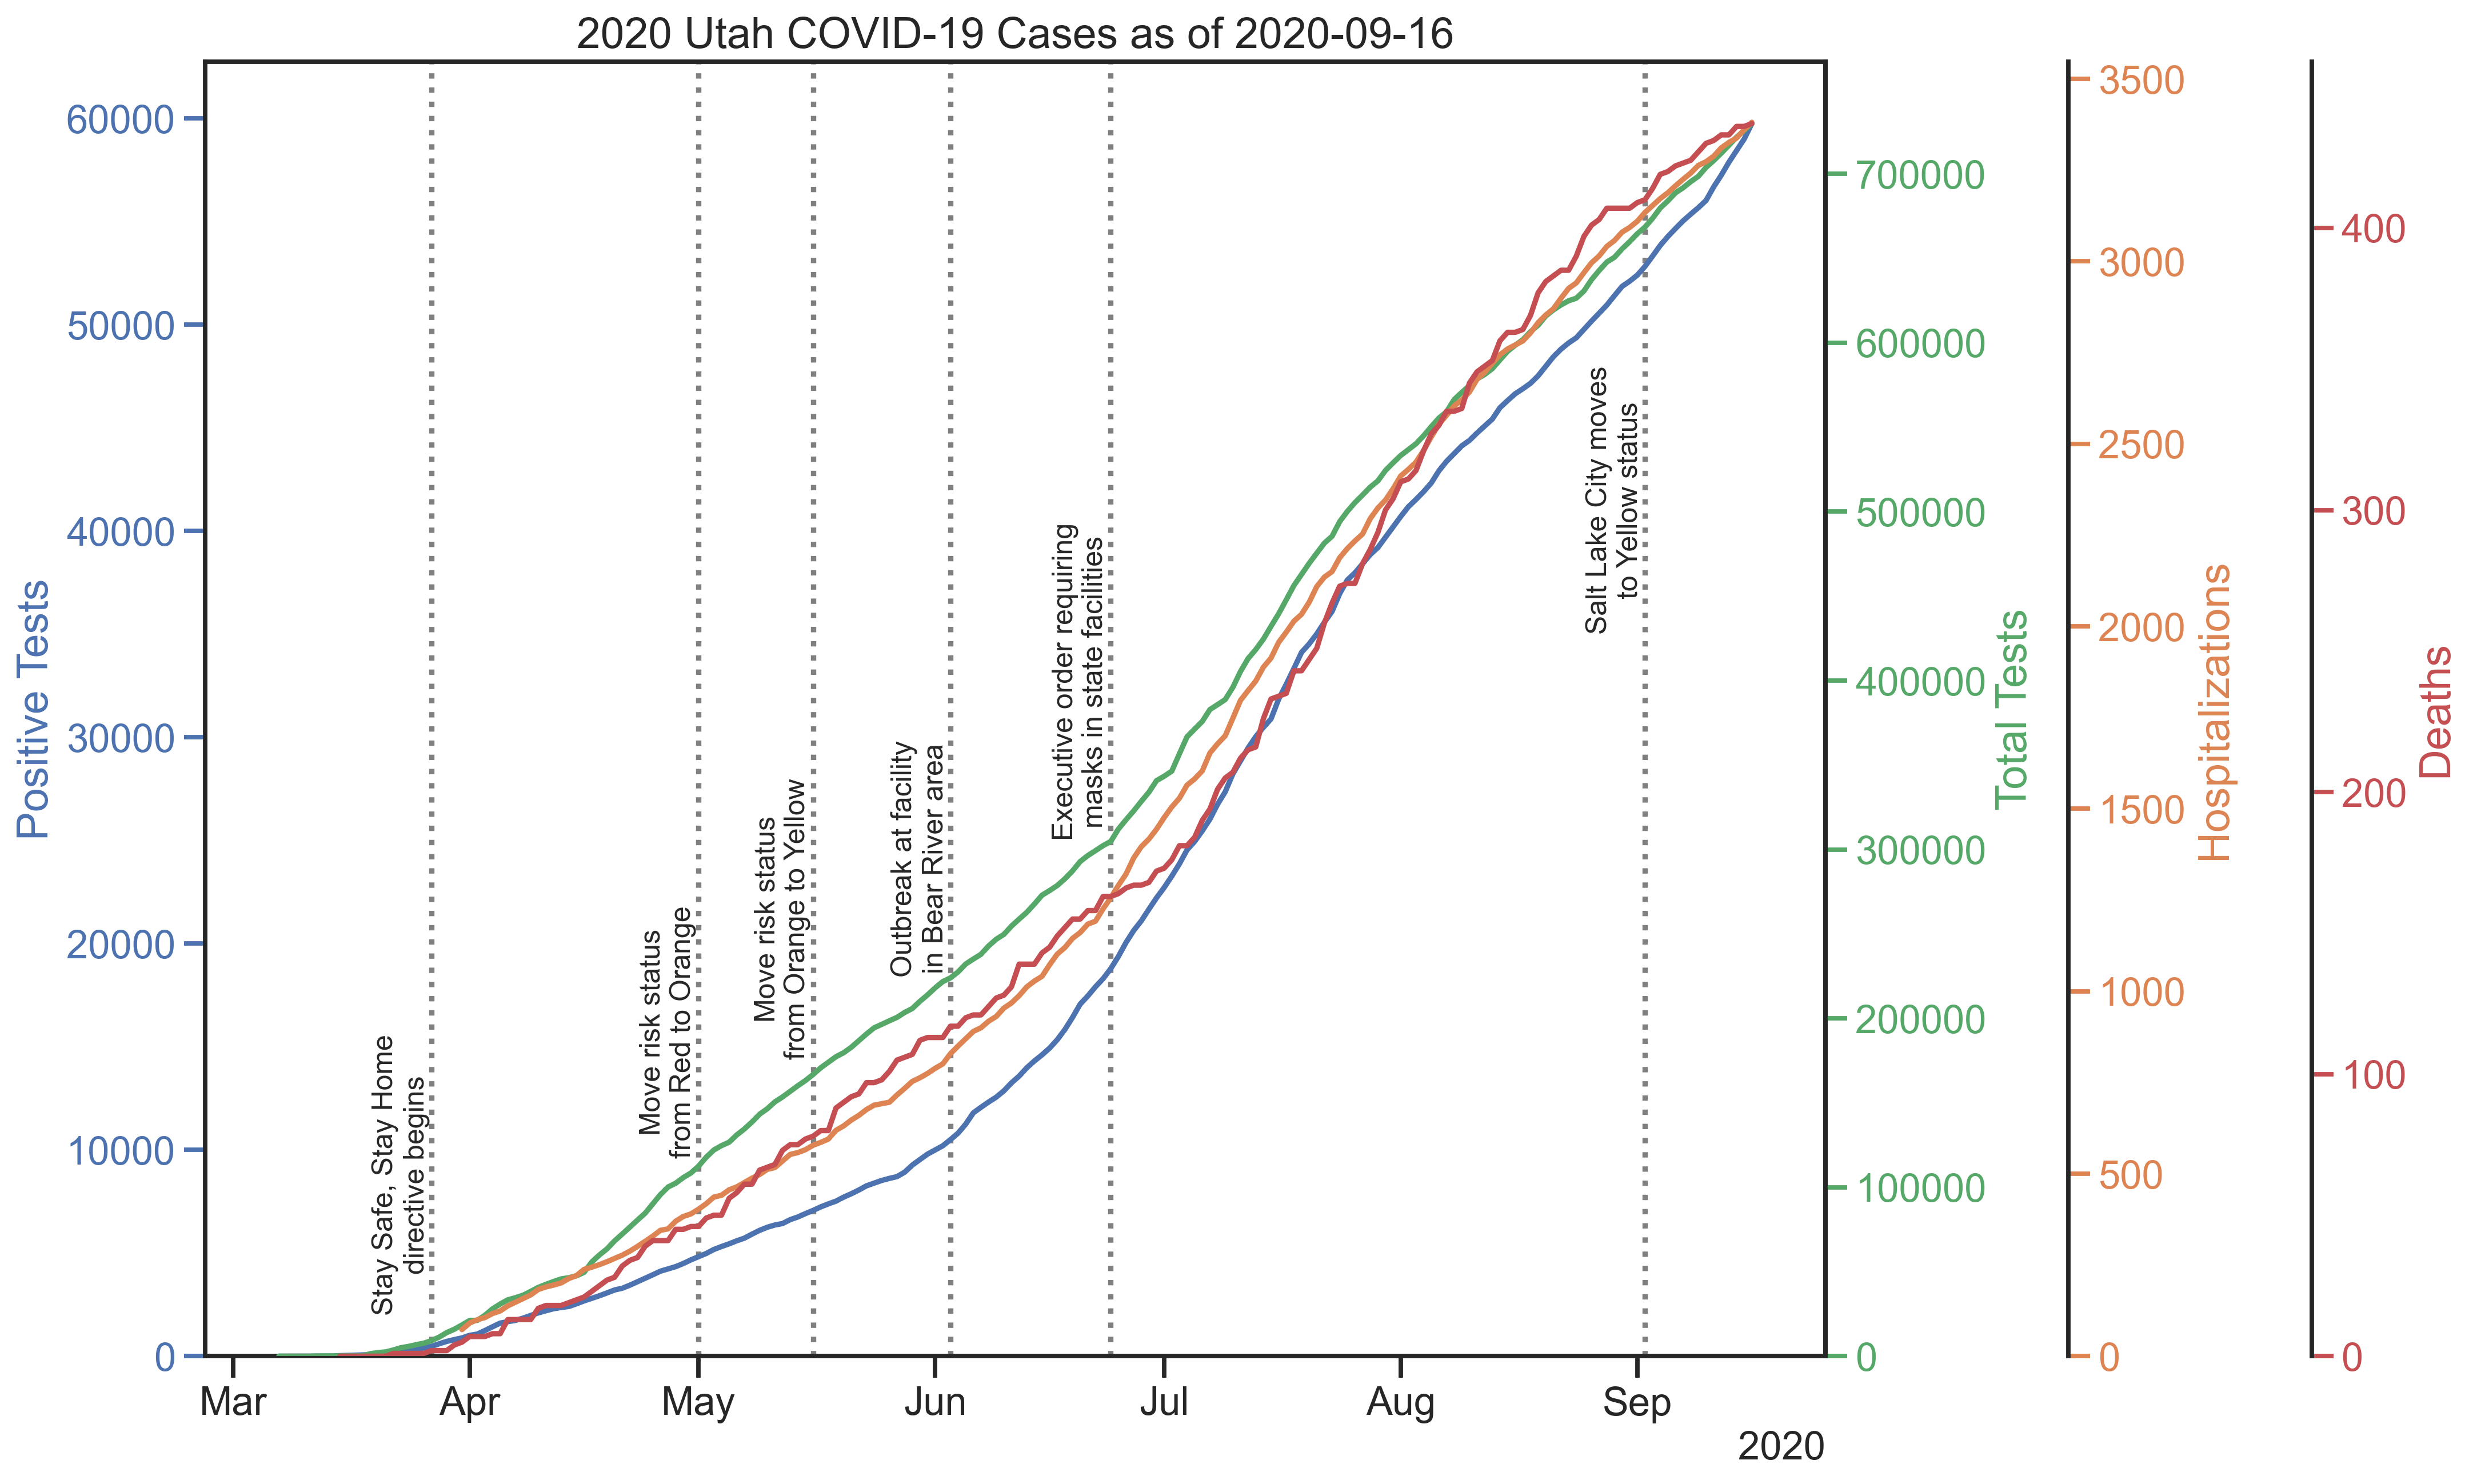 2020 Utah COVID-19 Cases as of 2020-09-16
Positive Tests
60000
50000
40000
30000
20000
10000
0
Stay Safe, Stay Home
directive begins
Move risk status
from Red to Orange
Move risk status
from Orange to Yellow
Outbreak at facility
in Bear River area
Executive order requiring
masks in state facilities
Salt Lake City moves
to Yellow status
Mar
Apr
May
Jun
Jul
Aug
Sep
2020
700000
600000
500000
400000
300000
200000
100000
0
Total Tests
3500
3000
2500
2000
1500
1000
500
0
Hospitalizations
400
300
200
100
0
Deaths